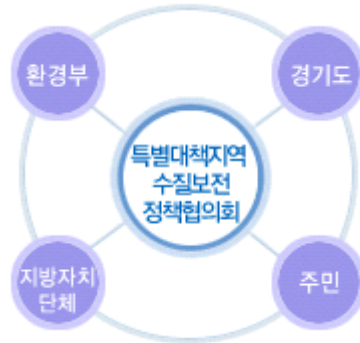 환경부
경기도
특별대책지역
수질보전
정책협의회
지방자치
단체
주민